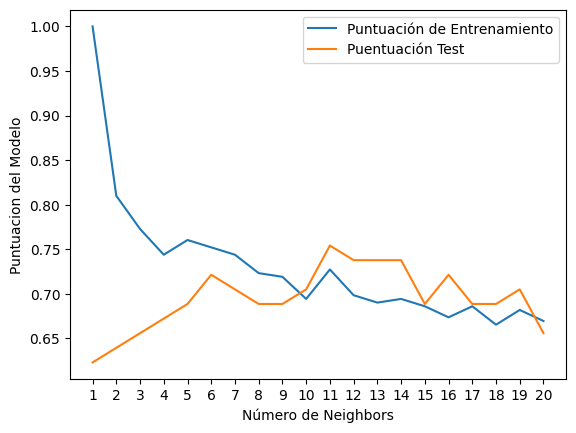 Puntuación de Entrenamiento
Puentuación Test
Puntuacion del Modelo
1.00
0.95
0.90
0.85
0.80
0.75
0.70
0.65
1 2 3 4 5 6 7 8 9 10 11 12 13 14 15 16 17 18 19 20
Número de Neighbors